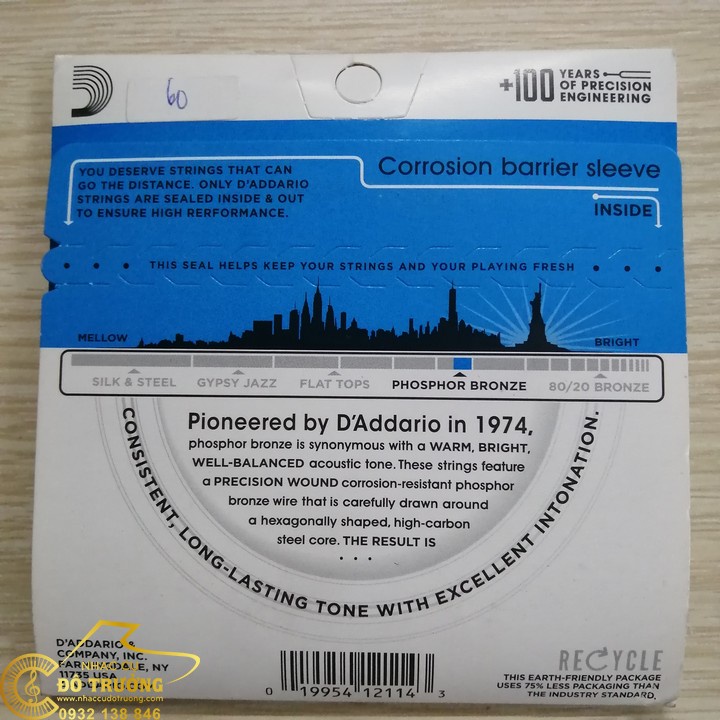 60
+100 YEARS OF PRECISION ENGINEERING
YOU DESERVE STRINGS THAT CAN
GO THE DISTANCE. ONLY D'ADDARIO
STRINGS ARE SEALED INSIDE & OUT
TO ENSURE HIGH RERFORMANCE.
Corrosion barrier sleeve
INSIDE
THIS SEAL HELPS KEEP YOUR STRINGS AND YOUR PLAYING FRESH
MELLOW
BRIGHT
SILK & STEEL GYPSY JAZZ FLAT TOPS PHOSPHOR BRONZE 80/20 BRONZE
Pioneered by D'Addario in 1974,
phosphor bronze is synonymous with a WARM, BRIGHT,
WELL-BALANCED acoustic tone. These strings feature
a PRECISION WOUND corrosion-resistant phosphor
bronze wire that is carefully drawn around
a hexagonally shaped, high-carbon
steel core. THE RESULT IS
...
CONSISTENT, LONG-LASTING TONE WITH EXCELLENT INTONATION.
D'ADDARIO &
COMPANY, INC.
FARMINGDALE, NY
11735 USA
NHẠC CỤ
ĐỖ TRƯỜNG
www.nhaccudotruong.com
0932 138 846
0 19954 12114 3
RECYCLE
THIS EARTH-FRIENDLY PACKAGE
USES 75% LESS PACKAGING THAN
THE INDUSTRY STANDARD.